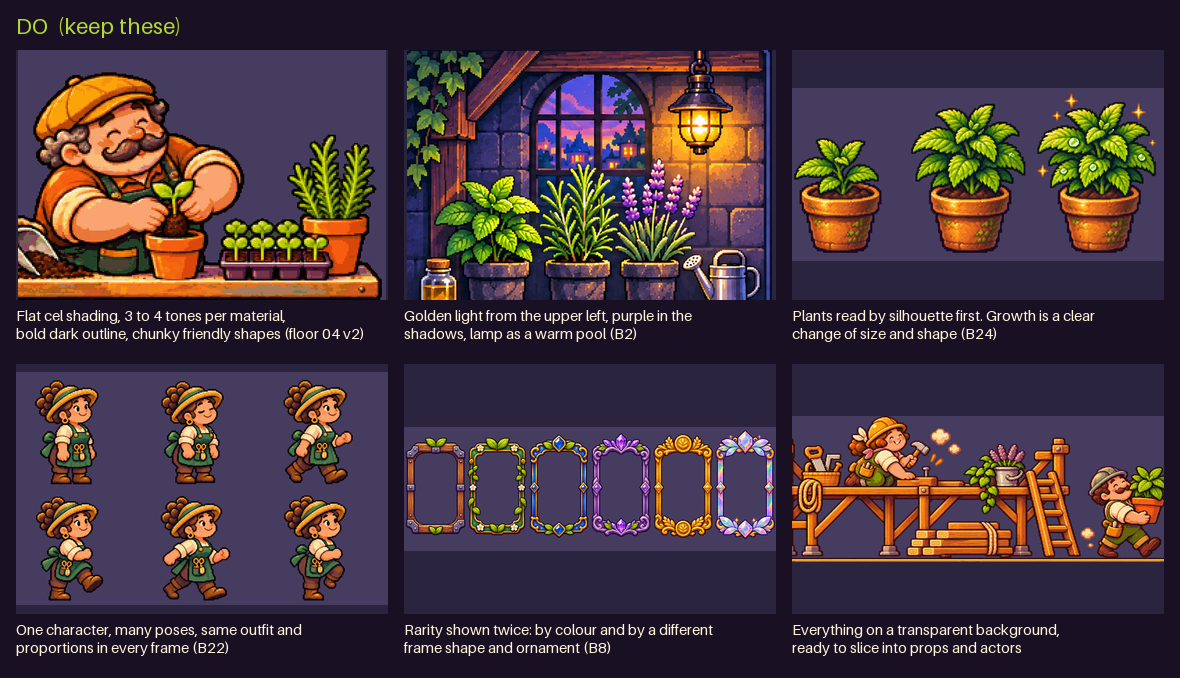 DO (keep these)
Flat cel shading, 3 to 4 tones per material,
bold dark outline, chunky friendly shapes (floor 04 v2)
Golden light from the upper left, purple in the
shadows, lamp as a warm pool (B2)
Plants read by silhouette first. Growth is a clear
change of size and shape (B24)
One character, many poses, same outfit and
proportions in every frame (B22)
Rarity shown twice: by colour and by a different
frame shape and ornament (B8)
Everything on a transparent background,
ready to slice into props and actors